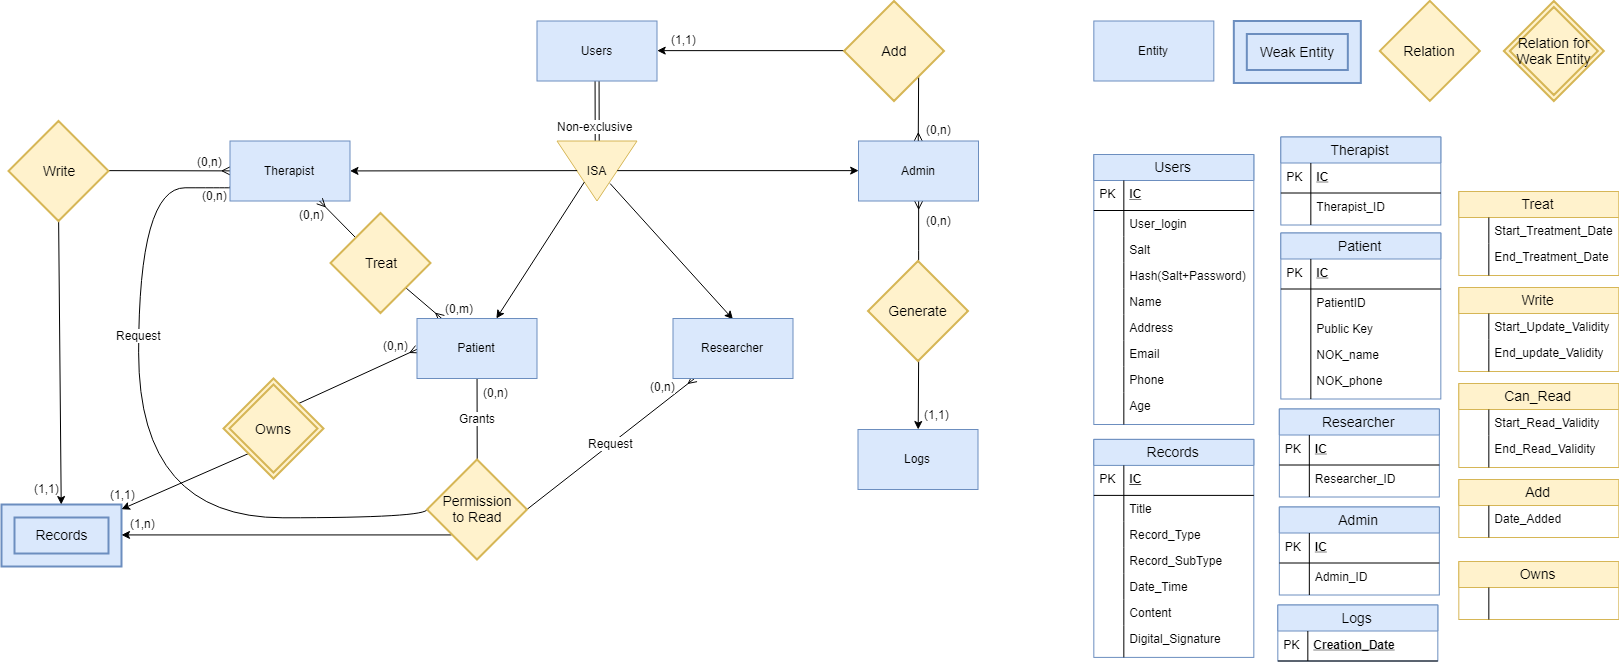 Users
(1,1)
Add
Entity
Weak Entity
Relation
Relation for
Weak Entity
Non-exclusive
(0,n)
Write
(0,n)
Therapist
ISA
Admin
(0,n)
(0,n)
(0,n)
Treat
Generate
Request
(0,m)
(0,n)
Patient
Researcher
(0,n)
(0,n)
Grants
(1,1)
Owns
Request
Logs
(1,1)
(1,1)
Permission
to Read
(1,n)
Records
Users
PK IC
User_login
Salt
Hash(Salt+Password)
Name
Address
Email
Phone
Age
Records
PK IC
Title
Record_Type
Record_SubType
Date_Time
Content
Digital_Signature
Therapist
PK IC
Therapist_ID
Patient
PK IC
PatientID
Public Key
NOK_name
NOK_phone
Researcher
PK IC
Researcher_ID
Admin
PK IC
Admin_ID
Logs
PK Creation_Date
Treat
Start_Treatment_Date
End_Treatment_Date
Write
Start_Update_Validity
End_update_Validity
Can_Read
Start_Read_Validity
End_Read_Validity
Add
Date_Added
Owns